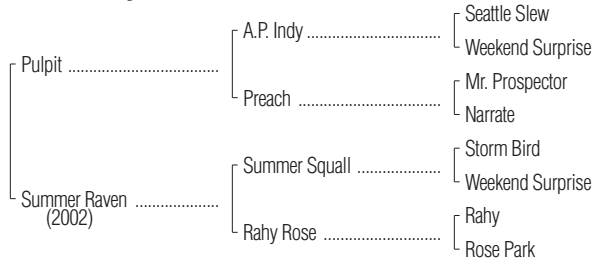 Seattle Slew
A.P. Indy ..............................
Weekend Surprise
Pulpit ..................................
Mr. Prospector
Preach ................................
Narrate
Storm Bird
Summer Squall ...................
Weekend Surprise
Summer Raven ...................
(2002)
Rahy
Rahy Rose ..........................
Rose Park